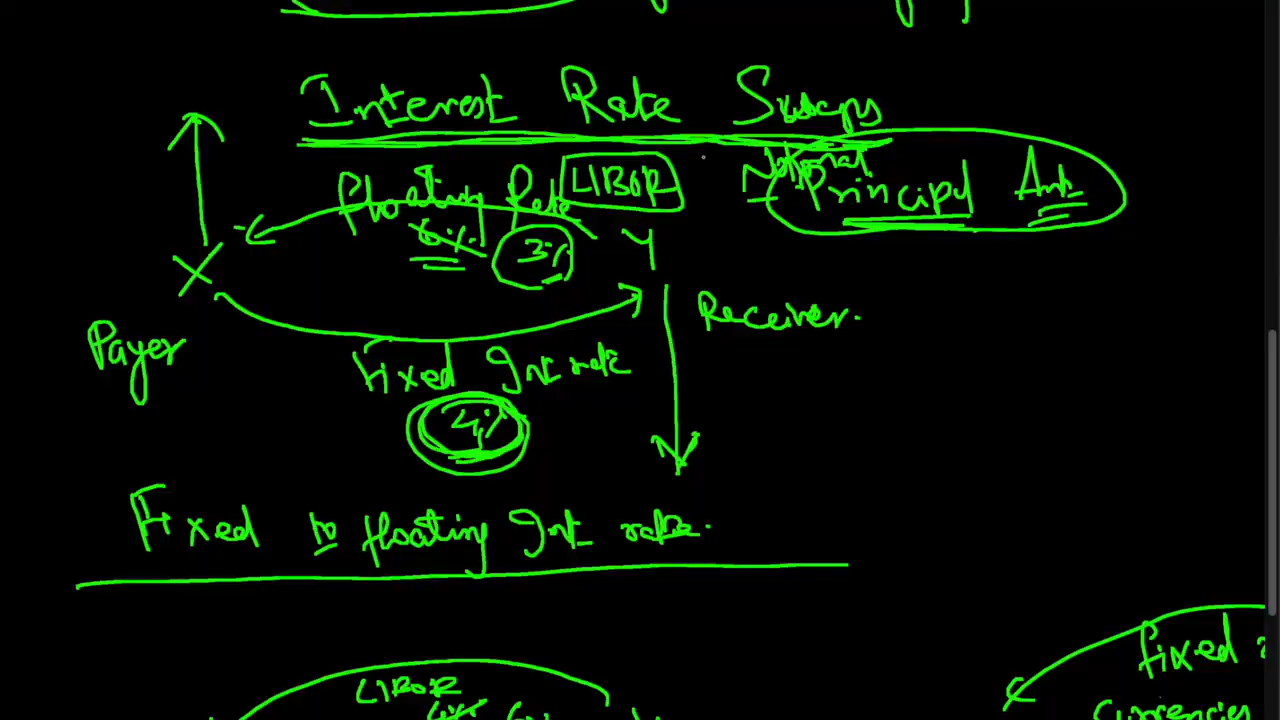 Interest Rate Swaps
Notional
Floating Rate LIBOR Principal Amt
6% 3% Y
X
Receiver.
Payer
Fixed Int rate
4%
Fixed to floating Int rate.
LIBOR
fixed
Currencies